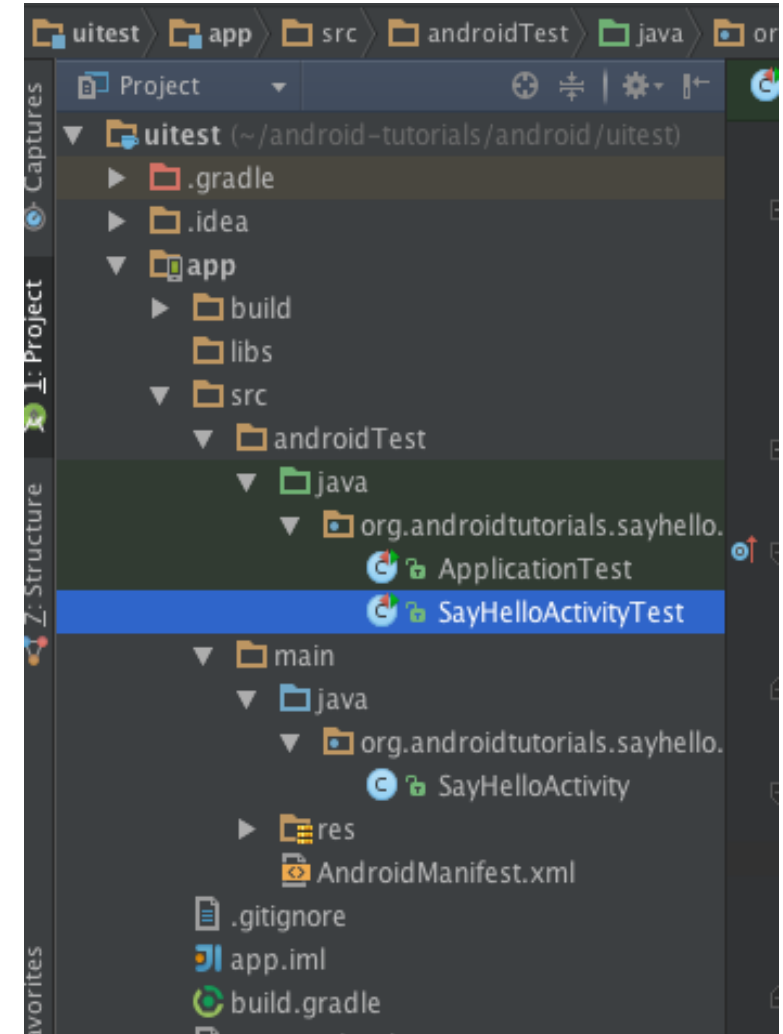 uitest app src androidTest java or
Project
uitest (~/android-tutorials/android/uitest)
.gradle
.idea
app
build
libs
src
androidTest
java
org.androidtutorials.sayhello.
ApplicationTest
SayHelloActivityTest
main
java
org.androidtutorials.sayhello.
SayHelloActivity
res
AndroidManifest.xml
.gitignore
app.iml
build.gradle
Captures
1: Project
Z: Structure
avorites